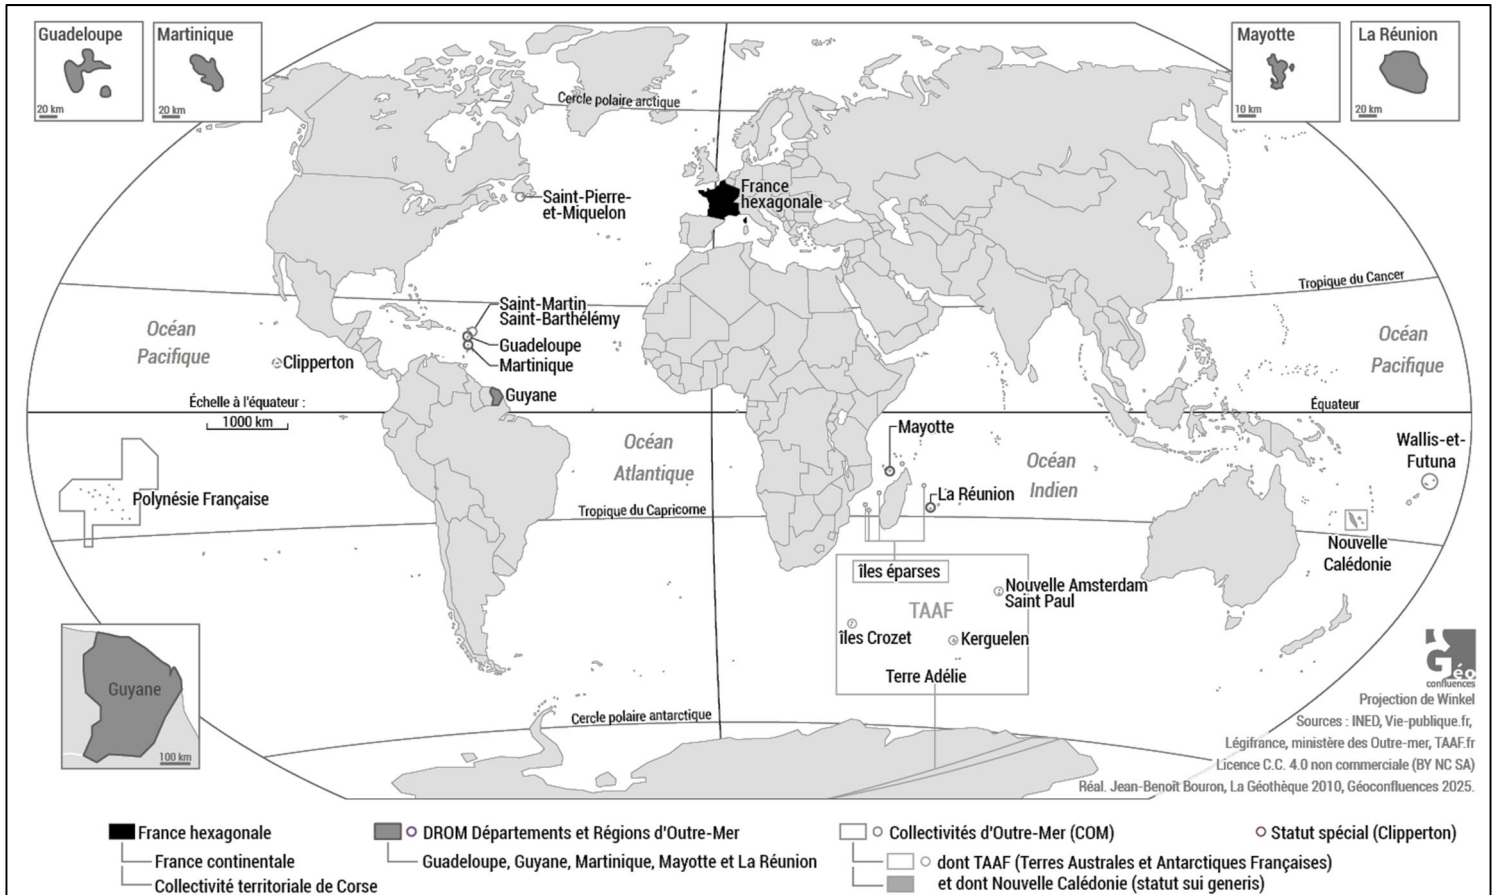 Guadeloupe
20 km
Martinique
20 km
Mayotte
10 km
La Réunion
20 km
Cercle polaire arctique
France
hexagonale
Saint-Pierre-
et-Miquelon
Tropique du Cancer
Saint-Martin
Saint-Barthélémy
Guadeloupe
Martinique
Océan
Pacifique
Clipperton
Océan
Pacifique
Guyane
Échelle à l'équateur :
1000 km
Équateur
Mayotte
Océan
Atlantique
Océan
Indien
Wallis-et-
Futuna
Polynésie Française
La Réunion
Tropique du Capricorne
Nouvelle
Calédonie
îles éparses
Nouvelle Amsterdam
Saint Paul
TAAF
îles Crozet
Kerguelen
Terre Adélie
Guyane
100 km
Cercle polaire antarctique
Géo
confluences
Projection de Winkel
Sources : INED, Vie-publique.fr,
Légifrance, ministère des Outre-mer, TAAF.fr
Licence C.C. 4.0 non commerciale (BY NC SA)
Réal. Jean-Benoît Bouron, La Géothèque 2010, Géoconfluences 2025.
France hexagonale
France continentale
Collectivité territoriale de Corse
DROM Départements et Régions d'Outre-Mer
Guadeloupe, Guyane, Martinique, Mayotte et La Réunion
Collectivités d'Outre-Mer (COM)
dont TAAF (Terres Australes et Antarctiques Françaises)
et dont Nouvelle Calédonie (statut sui generis)
Statut spécial (Clipperton)